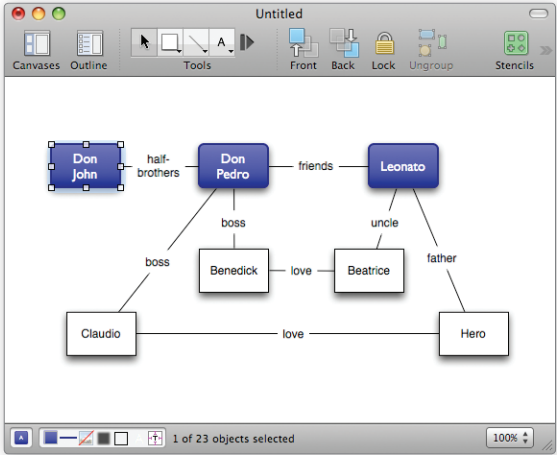 Untitled
Canvases
Outline
A
Tools
Front
Back
Lock
Ungroup
Stencils
Don
John
half-
brothers
Don
Pedro
friends
Leonato
boss
uncle
boss
Benedick
love
Beatrice
father
Claudio
love
Hero
A
1 of 23 objects selected
100%